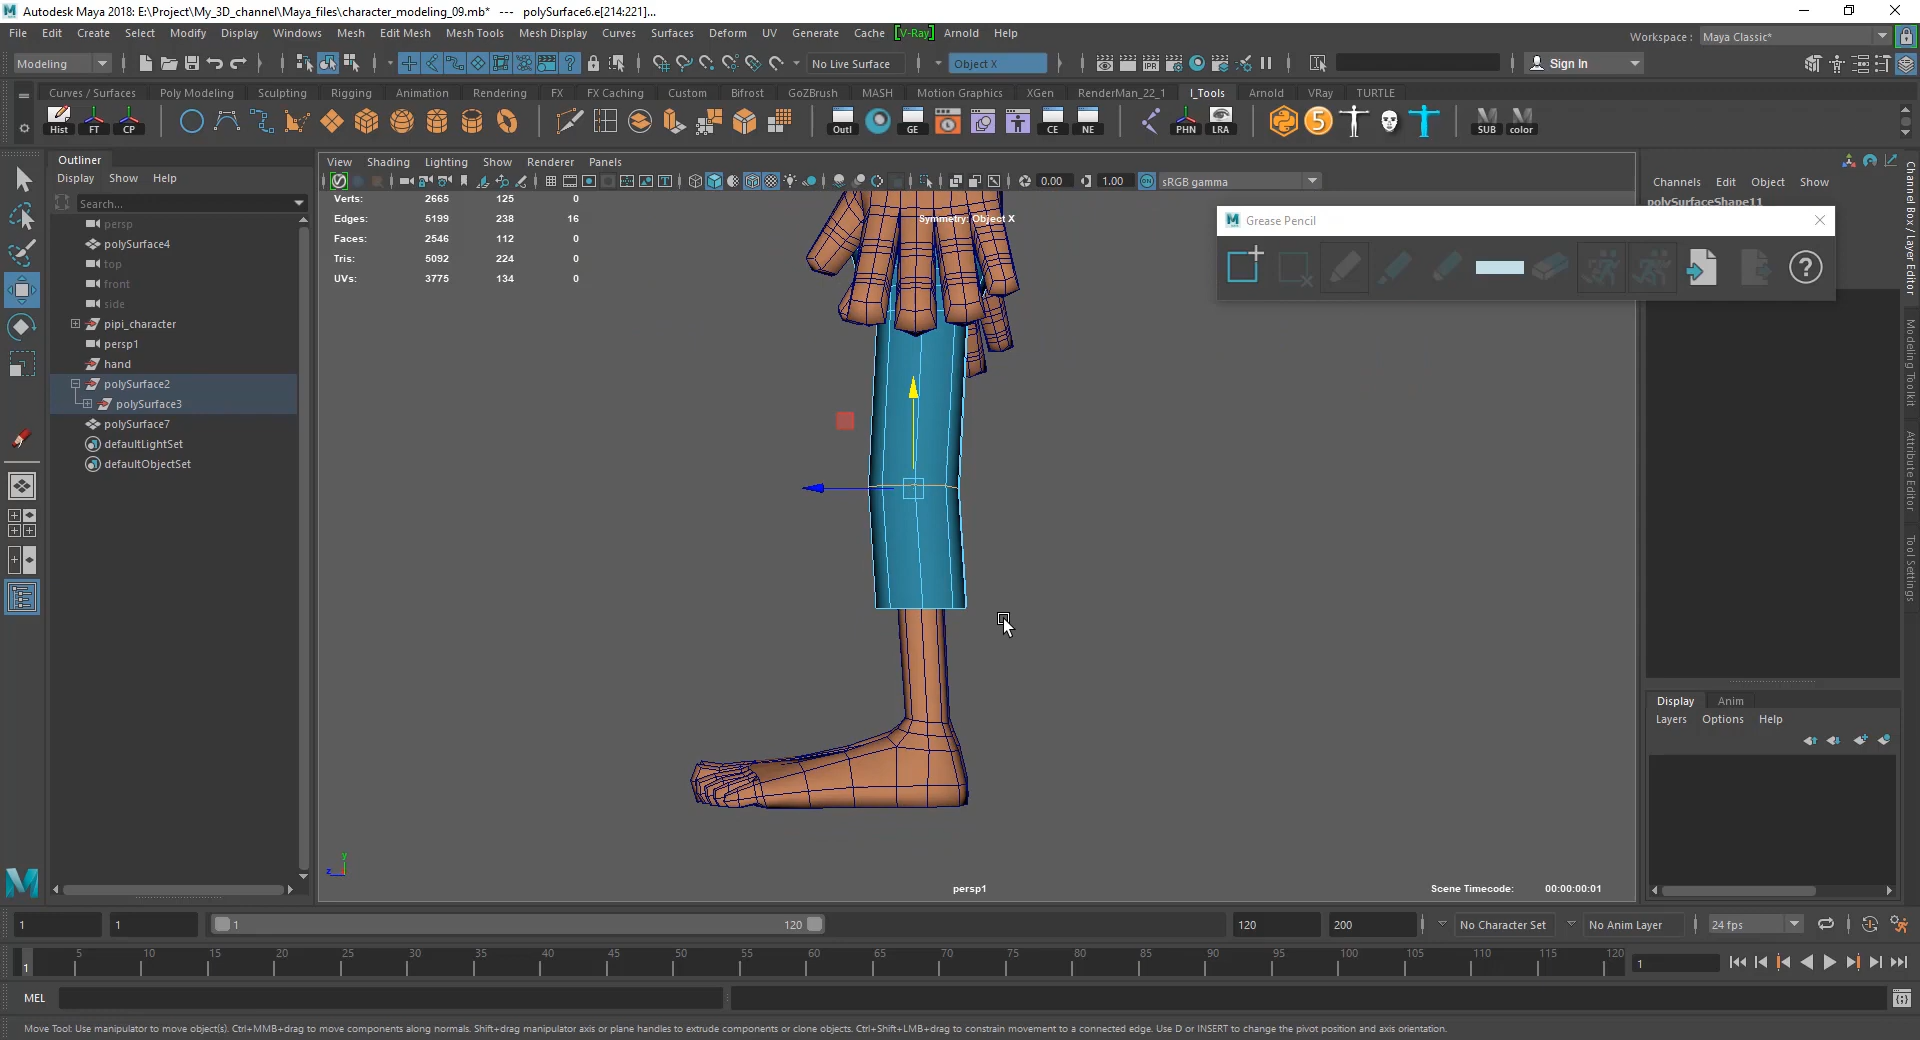 Autodesk Maya 2018: E:\Project\My_3D_channel\Maya_files\character_modeling_09.mb* --- polySurface6.e[214:221]...
File Edit Create Select Modify Display Windows Mesh Edit Mesh Mesh Tools Mesh Display Curves Surfaces Deform UV Generate Cache [V-Ray] Arnold Help
Workspace : Maya Classic*
Modeling No Live Surface Object X Sign In
Curves / Surfaces Poly Modeling Sculpting Rigging Animation Rendering FX FX Caching Custom Bifrost GoZBrush MASH Motion Graphics XGen RenderMan_22_1 I_Tools Arnold VRay TURTLE
Hist FT CP Outl GE CE NE PHN LRA 5 SUB color
Outliner
Display Show Help
Search...
persp
polySurface4
top
front
side
pipi_character
persp1
hand
polySurface2
polySurface3
polySurface7
defaultLightSet
defaultObjectSet
View Shading Lighting Show Renderer Panels
0.00 1.00 ON sRGB gamma
Verts: 2665 125 0
Edges: 5199 238 16
Faces: 2546 112 0
Tris: 5092 224 0
UVs: 3775 134 0
Symmetry: Object X
Grease Pencil
Channels Edit Object Show
polySurfaceShape11
Channel Box / Layer Editor
Modeling Toolkit
Attribute Editor
Tool Settings
y
z
persp1
Scene Timecode: 00:00:00:01
Display Anim
Layers Options Help
1 1 1 120 120 200 No Character Set No Anim Layer 24 fps
1 5 10 15 20 25 30 35 40 45 50 55 60 65 70 75 80 85 90 95 100 105 110 115 120 1
MEL
Move Tool: Use manipulator to move object(s). Ctrl+MMB+drag to move components along normals. Shift+drag manipulator axis or plane handles to extrude components or clone objects. Ctrl+Shift+LMB+drag to constrain movement to a connected edge. Use D or INSERT to change the pivot position and axis orientation.